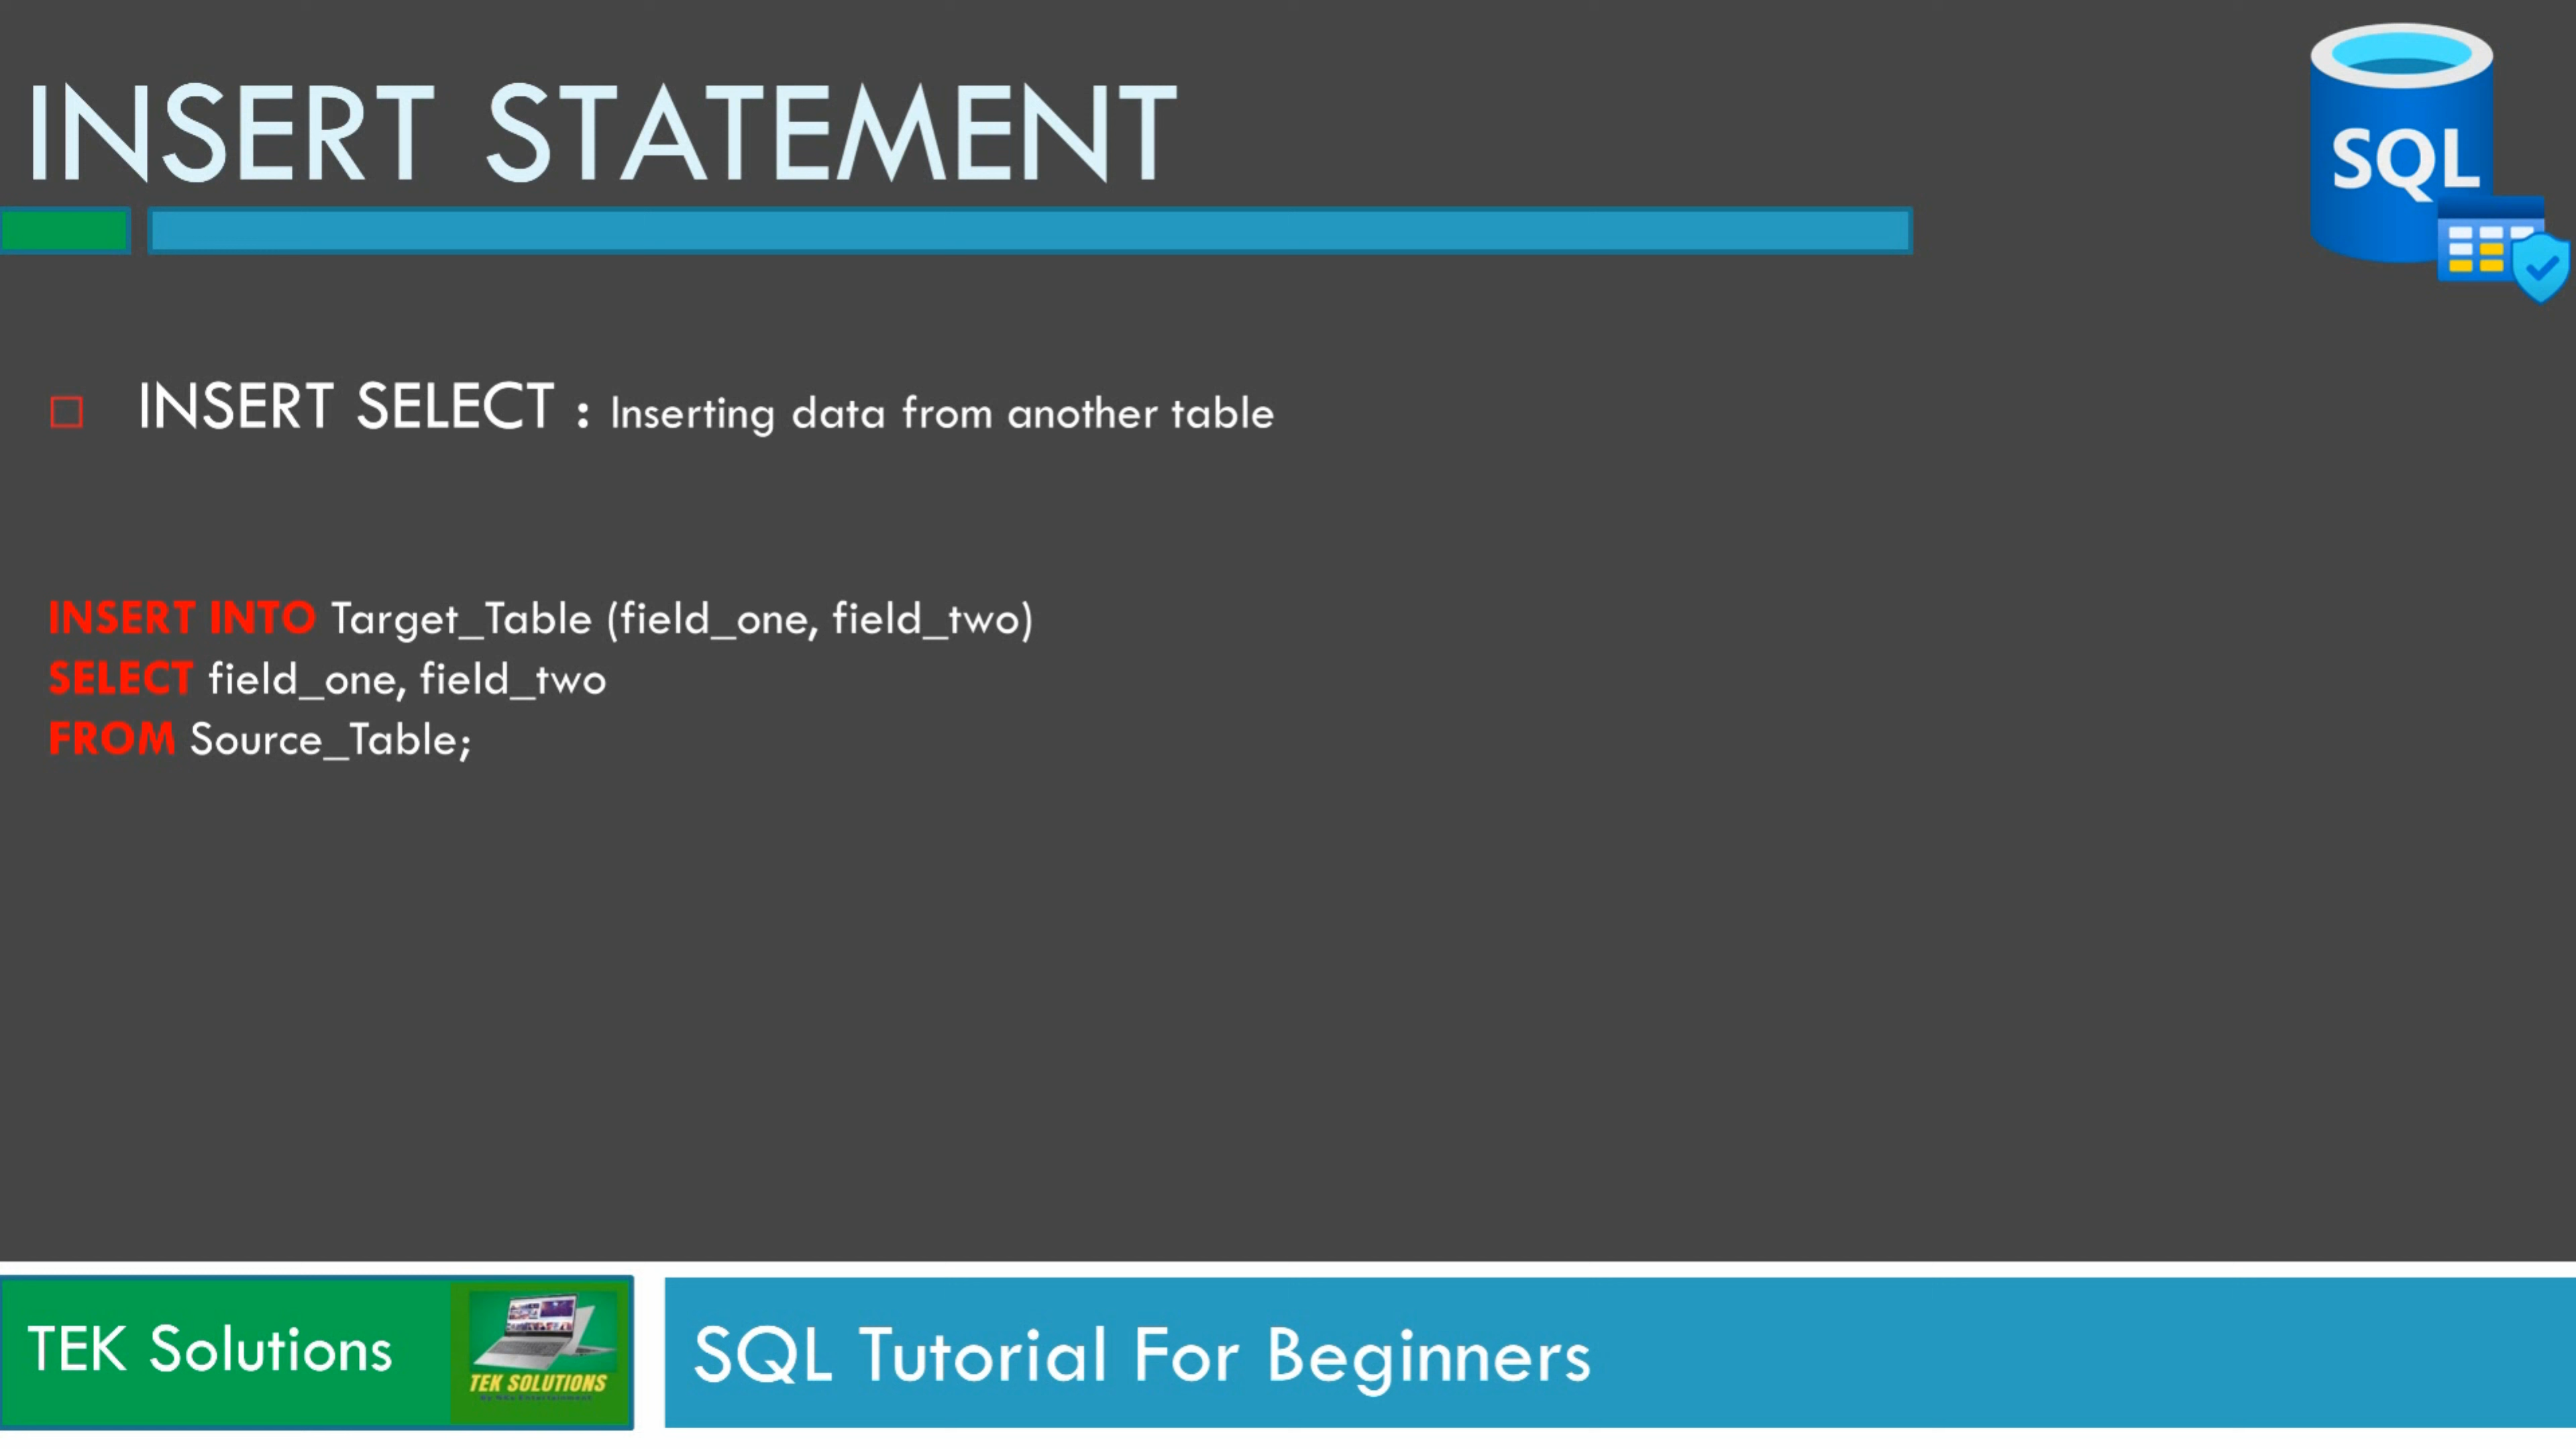 INSERT STATEMENT
SQL
INSERT SELECT : Inserting data from another table
INSERT INTO Target_Table (field_one, field_two)
SELECT field_one, field_two
FROM Source_Table;
TEK Solutions
TEK SOLUTIONS
SQL Tutorial For Beginners